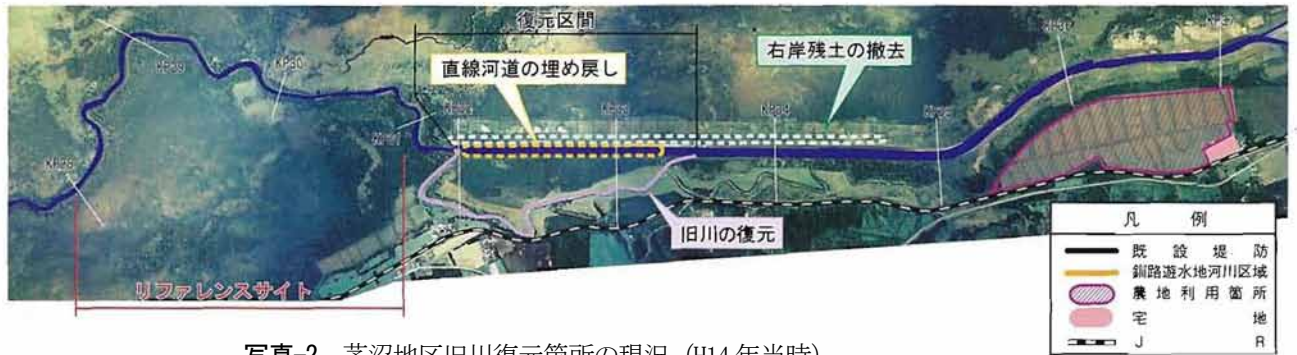 復元区間
直線河道の埋め戻し
右岸残土の撤去
旧川の復元
リファレンスサイト
KP30
凡 例
既 設 堤 防
釧路遊水地河川区域
農 地 利 用 箇 所
宅 地
J R
写真-2 茅沼地区旧川復元箇所の現況 (H14 年当時)